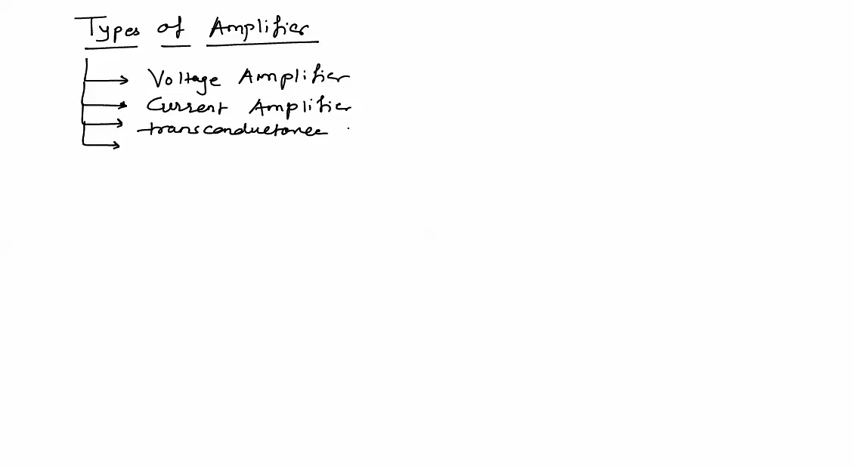 Types of Amplifier
Voltage Amplifier
Current Amplifier
transconductance